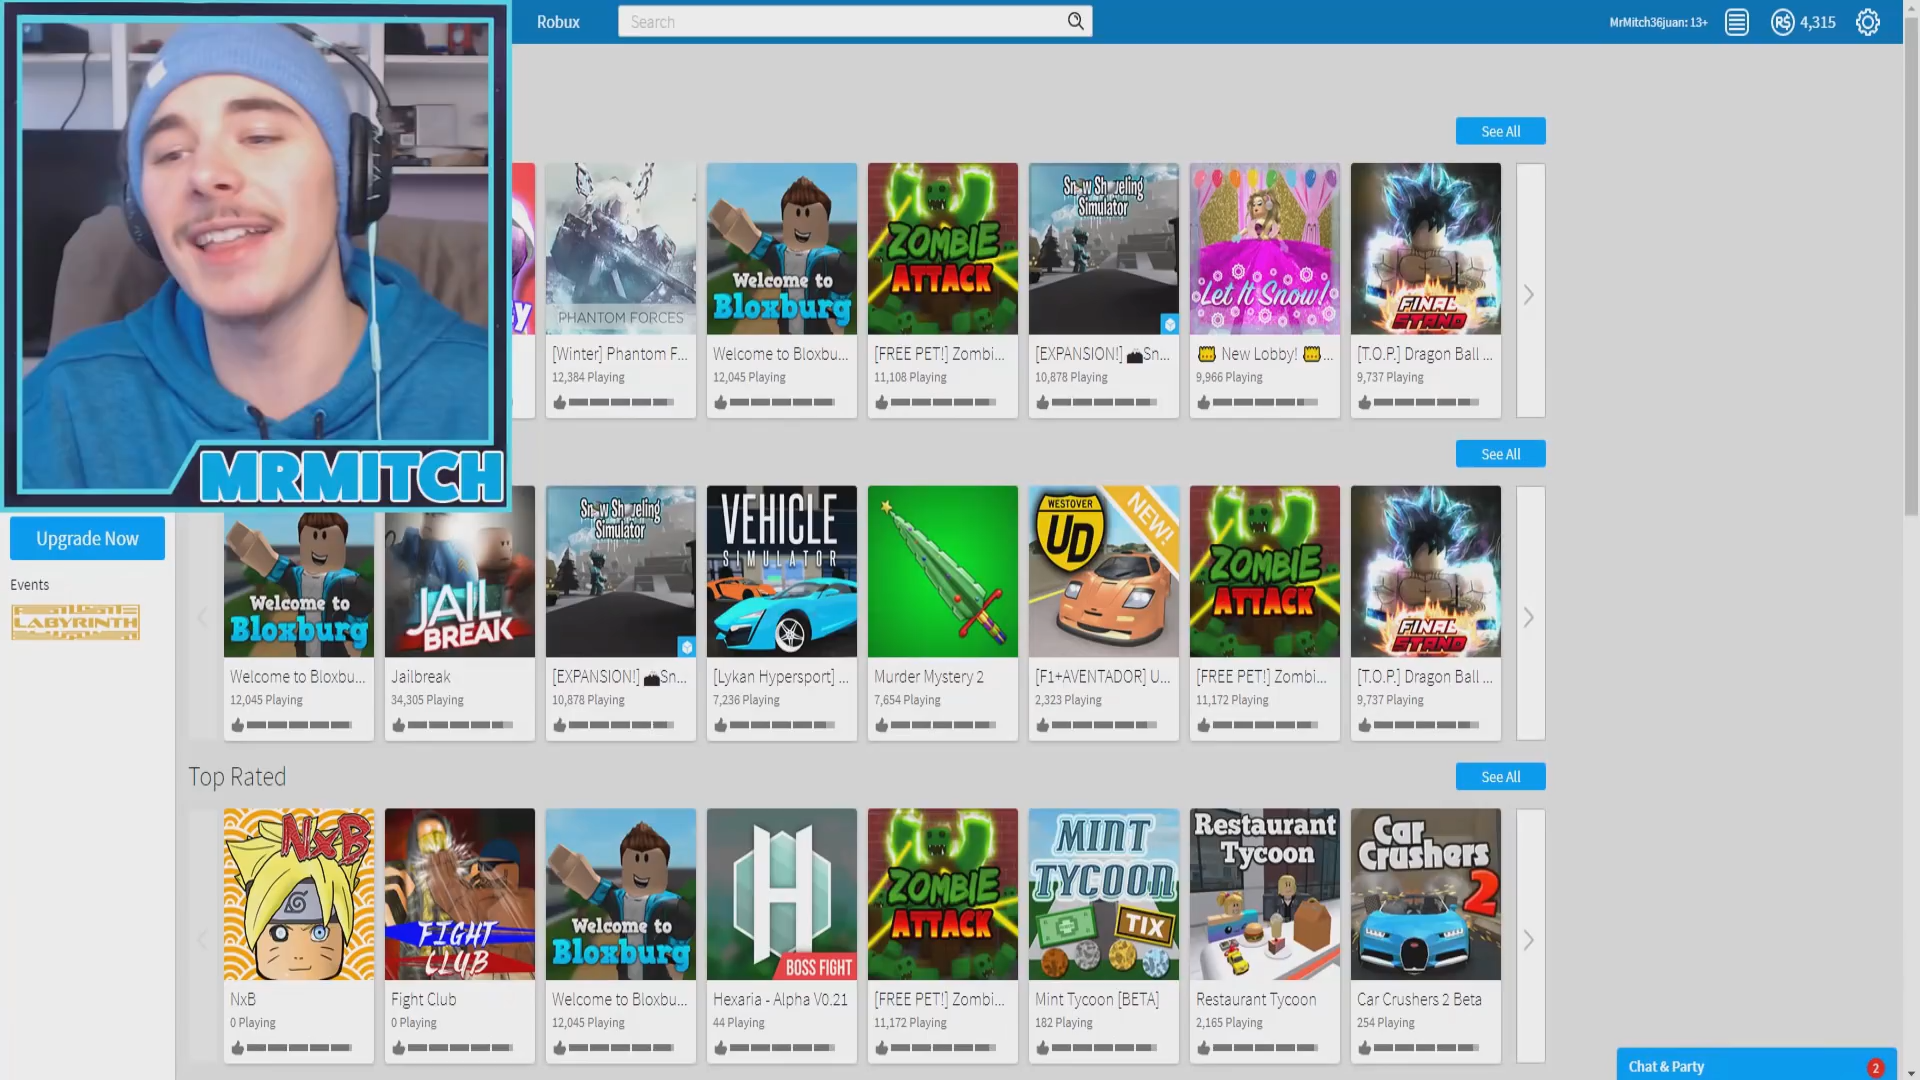 Robux
Search
MrMitch36juan: 13+
R$ 4,315
See All
PHANTOM FORCES
Welcome to
Bloxburg
ZOMBIE
ATTACK
Snow Shoveling
Simulator
Let It Snow!
FINAL
STAND
[Winter] Phantom F...
Welcome to Bloxbu...
[FREE PET!] Zombi...
[EXPANSION!] Sn...
New Lobby! ...
[T.O.P.] Dragon Ball ...
12,384 Playing
12,045 Playing
11,108 Playing
10,878 Playing
9,966 Playing
9,737 Playing
MRMITCH
See All
Upgrade Now
Events
LABYRINTH
Welcome to
Bloxburg
JAIL
BREAK
Snow Shoveling
Simulator
VEHICLE
SIMULATOR
WESTOVER
UD
NEW!
ZOMBIE
ATTACK
FINAL
STAND
Welcome to Bloxbu...
Jailbreak
[EXPANSION!] Sn...
[Lykan Hypersport] ...
Murder Mystery 2
[F1+AVENTADOR] U...
[FREE PET!] Zombi...
[T.O.P.] Dragon Ball ...
12,045 Playing
34,305 Playing
10,878 Playing
7,236 Playing
7,654 Playing
2,323 Playing
11,172 Playing
9,737 Playing
Top Rated
See All
NxB
FIGHT
CLUB
Welcome to
Bloxburg
H
BOSS FIGHT
ZOMBIE
ATTACK
MINT
TYCOON
TIX
Restaurant
Tycoon
Car
Crushers
2
NxB
Fight Club
Welcome to Bloxbu...
Hexaria - Alpha V0.21
[FREE PET!] Zombi...
Mint Tycoon [BETA]
Restaurant Tycoon
Car Crushers 2 Beta
0 Playing
0 Playing
12,045 Playing
44 Playing
11,172 Playing
182 Playing
2,165 Playing
254 Playing
Chat & Party
2